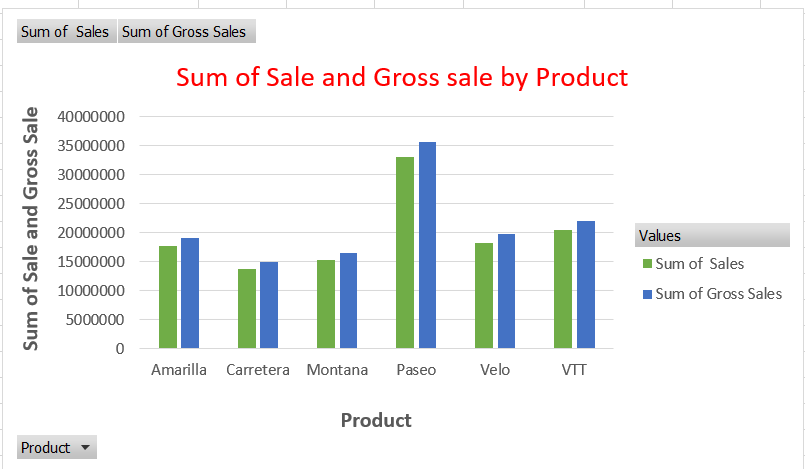 Sum of  Sales Sum of Gross Sales
Sum of Sale and Gross sale by Product
Sum of Sale and Gross Sale
40000000
35000000
30000000
25000000
20000000
15000000
10000000
5000000
0
Amarilla Carretera Montana Paseo Velo VTT
Product
Values
Sum of  Sales
Sum of Gross Sales
Product